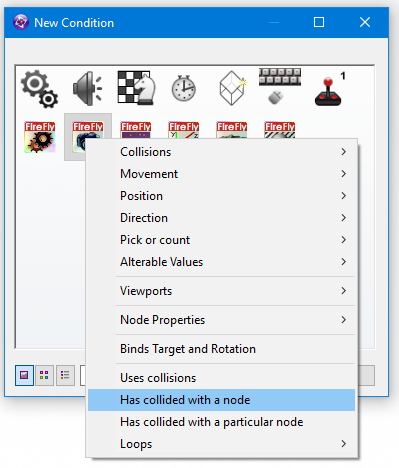 New Condition
1
FireFly FireFly FireFly FireFly FireFly FireFly
Collisions
Movement
Position
Direction
Pick or count
Alterable Values
Viewports
Node Properties
Binds Target and Rotation
Uses collisions
Has collided with a node
Has collided with a particular node
Loops